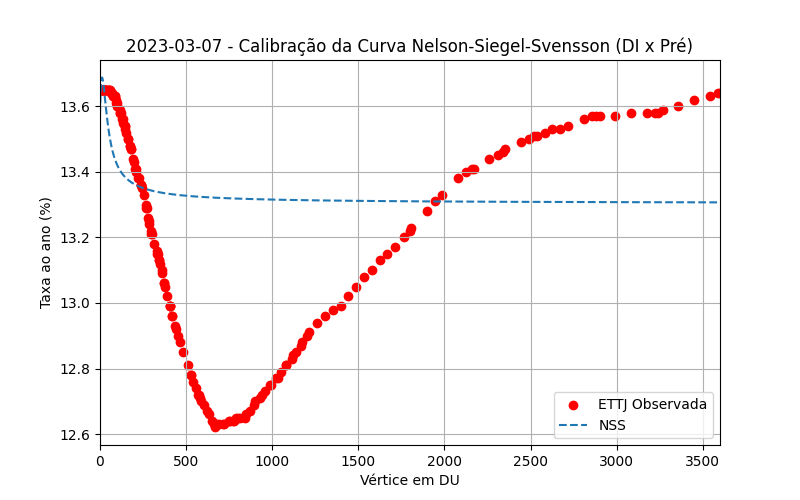 2023-03-07 - Calibração da Curva Nelson-Siegel-Svensson (DI x Pré)
Taxa ao ano (%)
13.6
13.4
13.2
13.0
12.8
12.6
ETTJ Observada
NSS
0 500 1000 1500 2000 2500 3000 3500
Vértice em DU